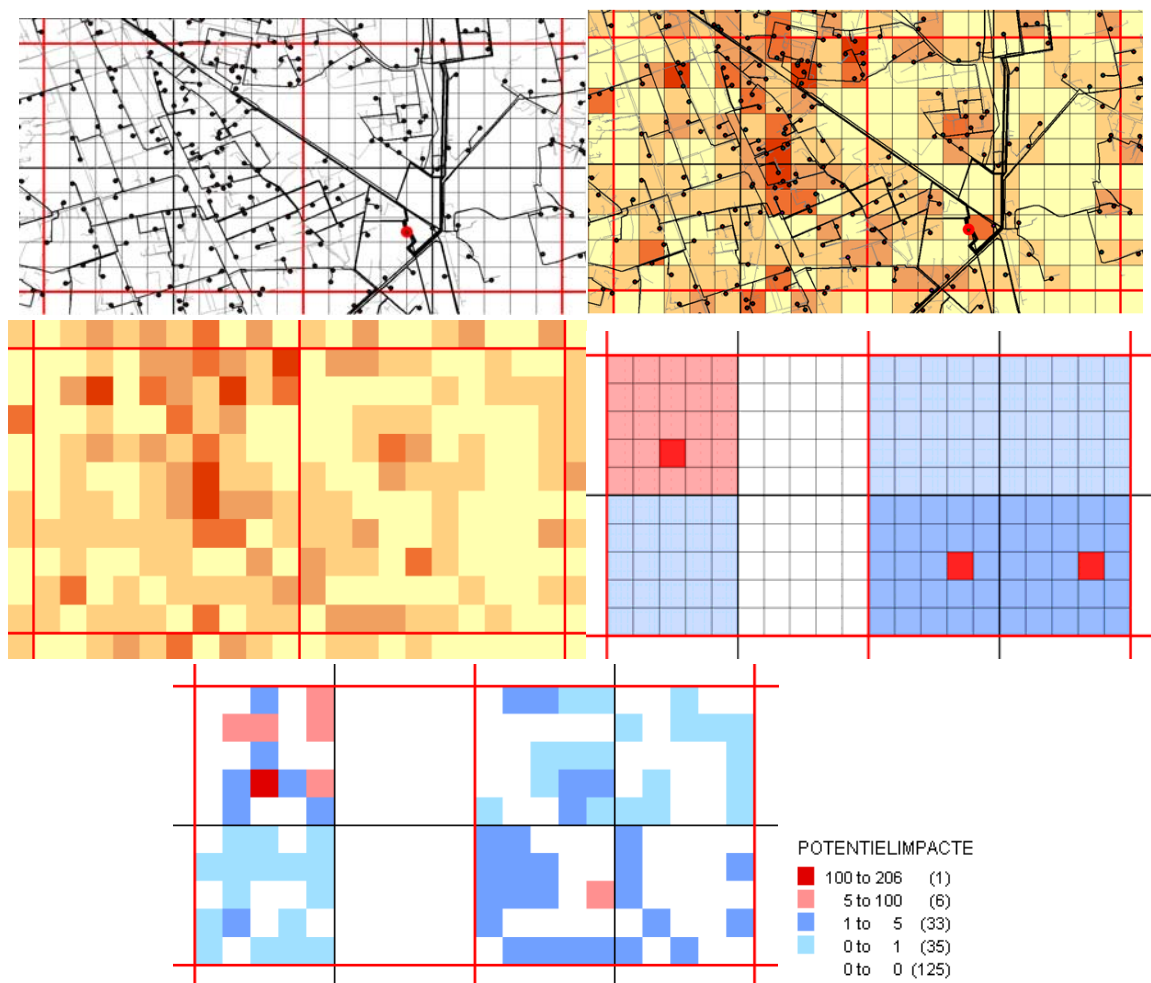 POTENTIELIMPACTE
100 to 206 (1)
5 to 100 (6)
1 to 5 (33)
0 to 1 (35)
0 to 0 (125)